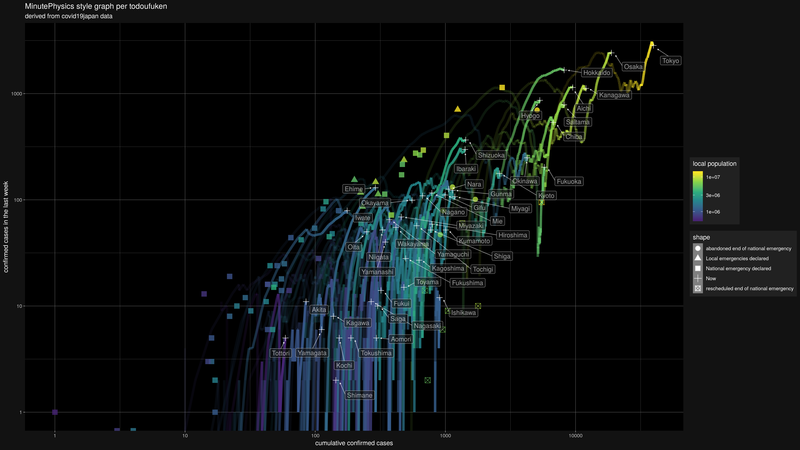 MinutePhysics style graph per todoufuken
derived from covid19japan data
confirmed cases in the last week
1000
100
10
1
Tokyo
Osaka
Hokkaido
Kanagawa
Aichi
Hyogo
Saitama
Chiba
Shizuoka
Ibaraki
Fukuoka
Okinawa
Nara
Ehime
Kyoto
Gunma
Okayama
Gifu
Miyagi
Nagano
Iwate
Mie
Miyazaki
Hiroshima
Kumamoto
Wakayama
Oita
Yamaguchi
Shiga
Niigata
Kagoshima
Tochigi
Yamanashi
Toyama
Fukushima
Fukui
Akita
Ishikawa
Saga
Kagawa
Nagasaki
Aomori
Tottori
Yamagata
Tokushima
Kochi
Shimane
1
10
100
1000
10000
cumulative confirmed cases
local population
1e+07
3e+06
1e+06
shape
abandoned end of national emergency
Local emergencies declared
National emergency declared
Now
rescheduled end of national emergency